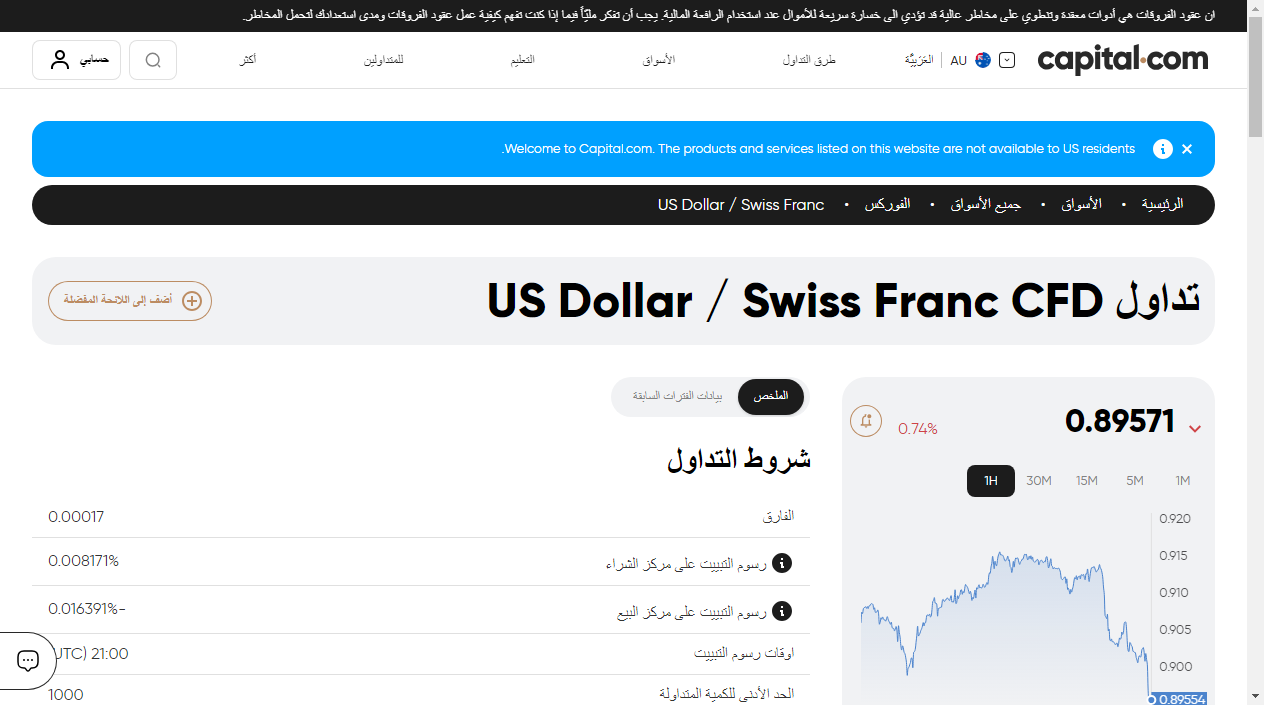 ان عقود الفروقات هي أدوات معقدة وتنطوي على مخاطر عالية قد تؤدي الى خسارة سريعة للأموال عند استخدام الرافعة المالية. يجب أن تفكر مليًّا فيما إذا كنت تفهم كيفية عمل عقود الفروقات ومدى استعدادك لتحمل المخاطر.
capital.com
AU العَرَبِيَّة
طرق التداول
الأسواق
التعليم
للمتداولين
أكثر
حسابي
Welcome to Capital.com. The products and services listed on this website are not available to US residents.
الرئيسية • الأسواق • جميع الأسواق • الفوركس • US Dollar / Swiss Franc
تداول US Dollar / Swiss Franc CFD
أضف إلى اللائحة المفضلة
0.89571
0.74%
1M 5M 15M 30M 1H
0.920
0.915
0.910
0.905
0.900
0.89554
الملخص
بيانات الفترات السابقة
شروط التداول
الفارق 0.00017
رسوم التبييت على مركز الشراء 0.008171%
رسوم التبييت على مركز البيع -0.016391%
اوقات رسوم التبييت 21:00 (UTC)
الحد الأدنى للكمية المتداولة 1000